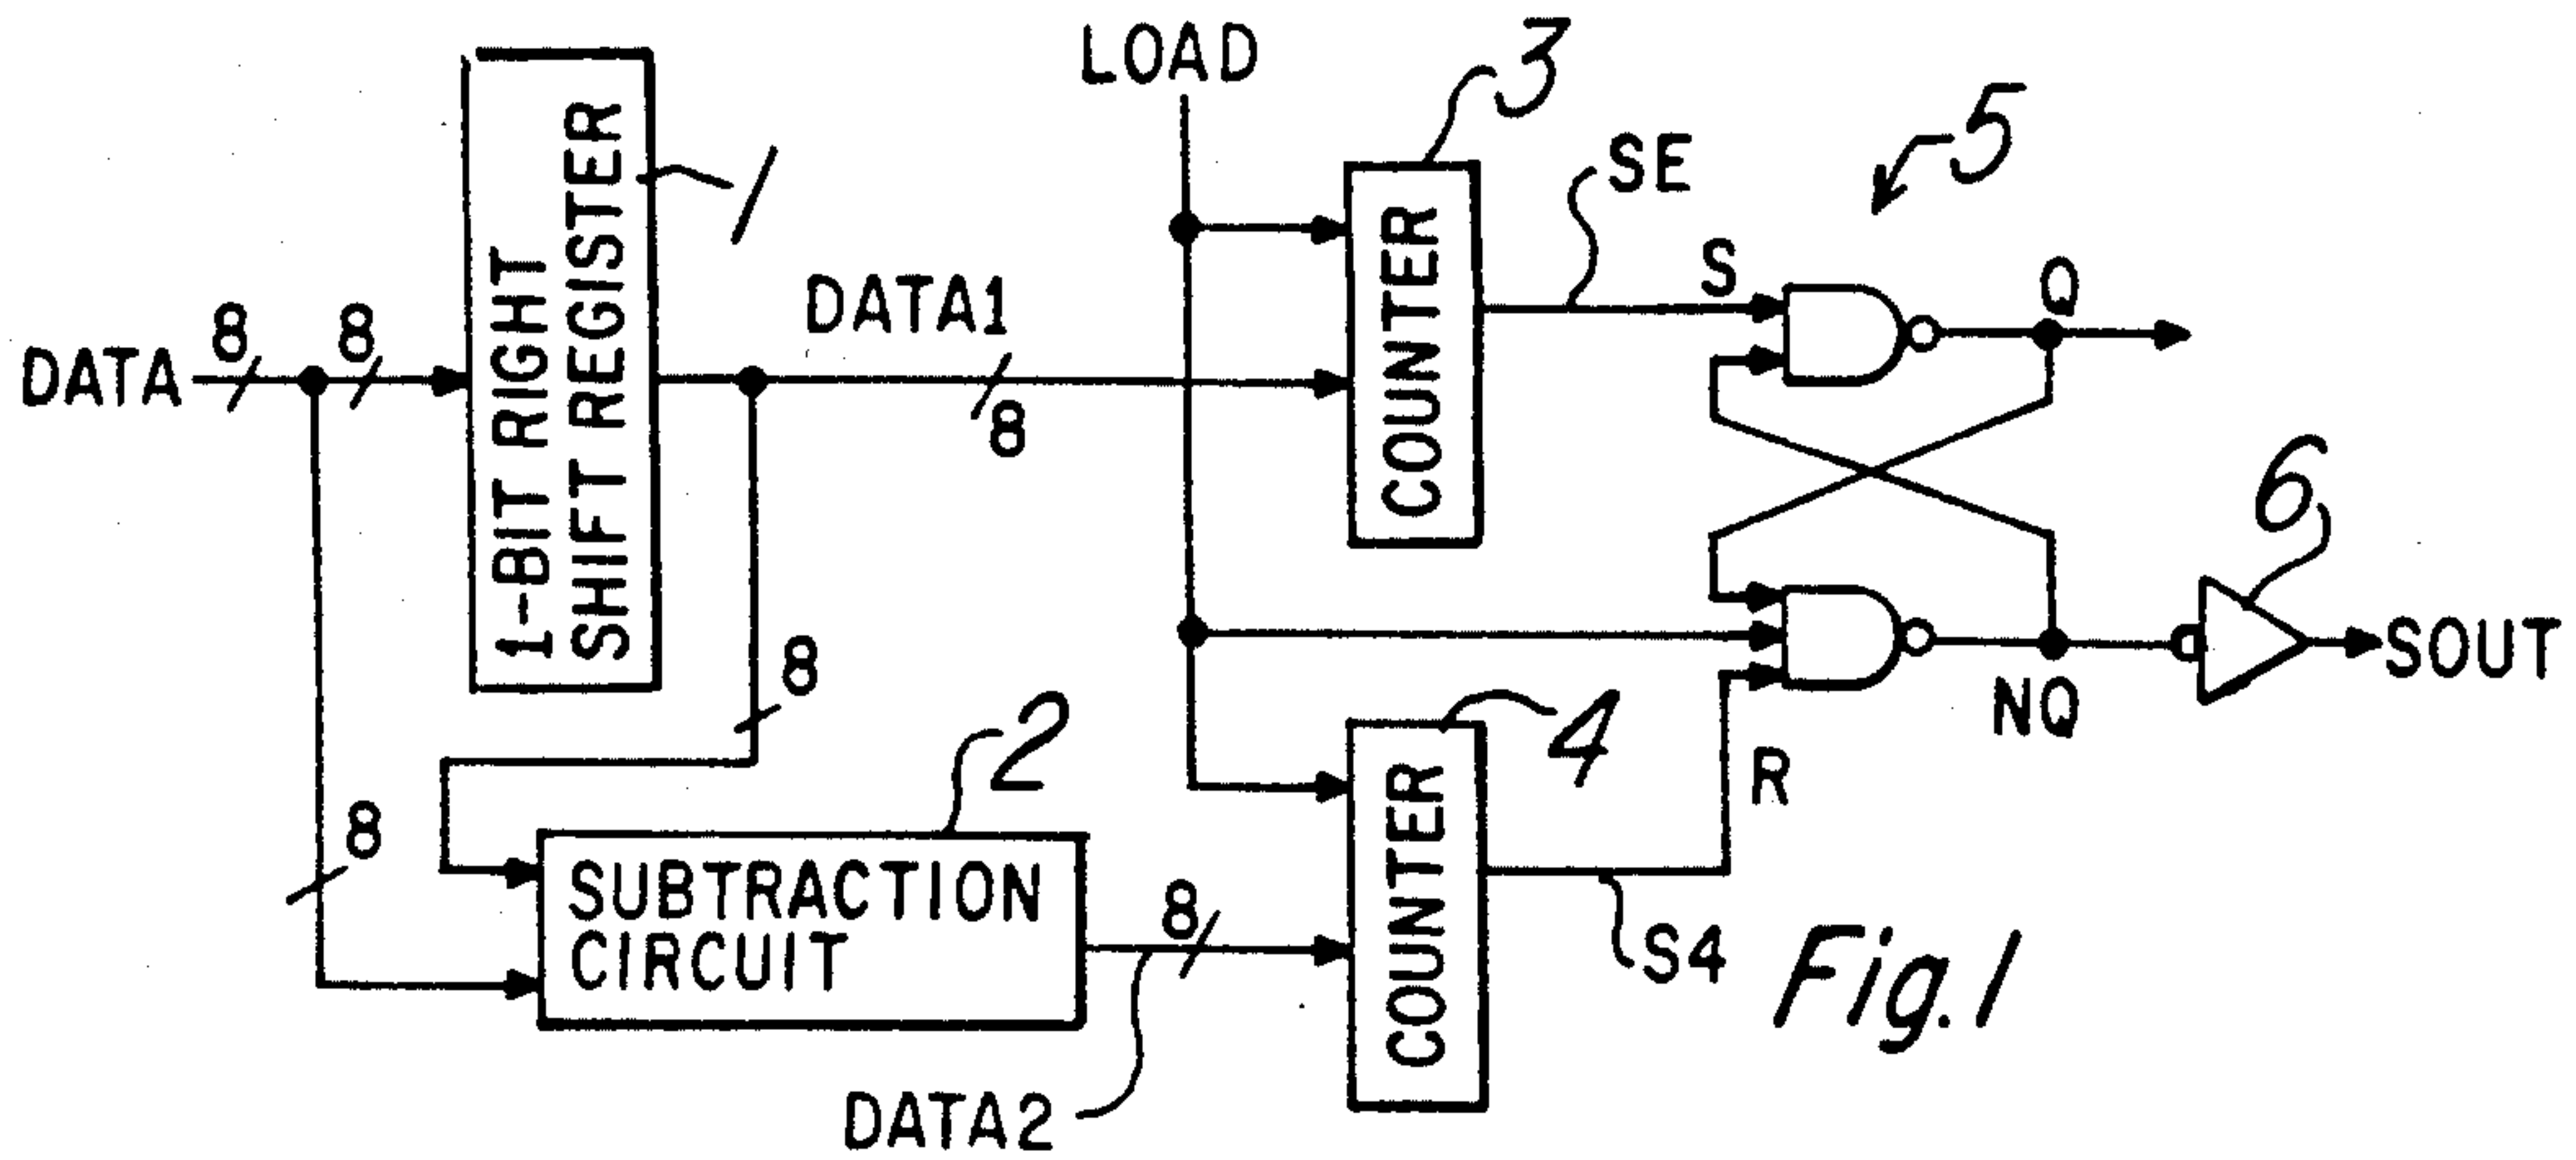 LOAD
3
5
SE
1-BIT RIGHT
SHIFT REGISTER
1
COUNTER
S
Q
DATA1
8
8
DATA
8
6
8
SOUT
NQ
2
4
R
8
8
SUBTRACTION
CIRCUIT
8
COUNTER
S4
Fig. 1
DATA2